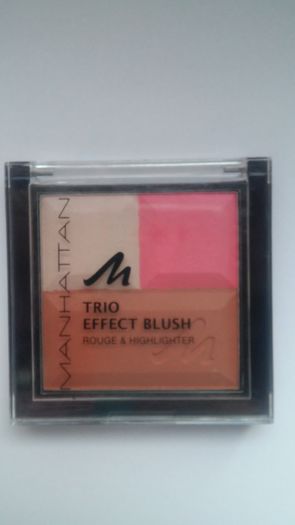 MANHATTAN
M
TRIO
EFFECT BLUSH
ROUGE & HIGHLIGHTER
M